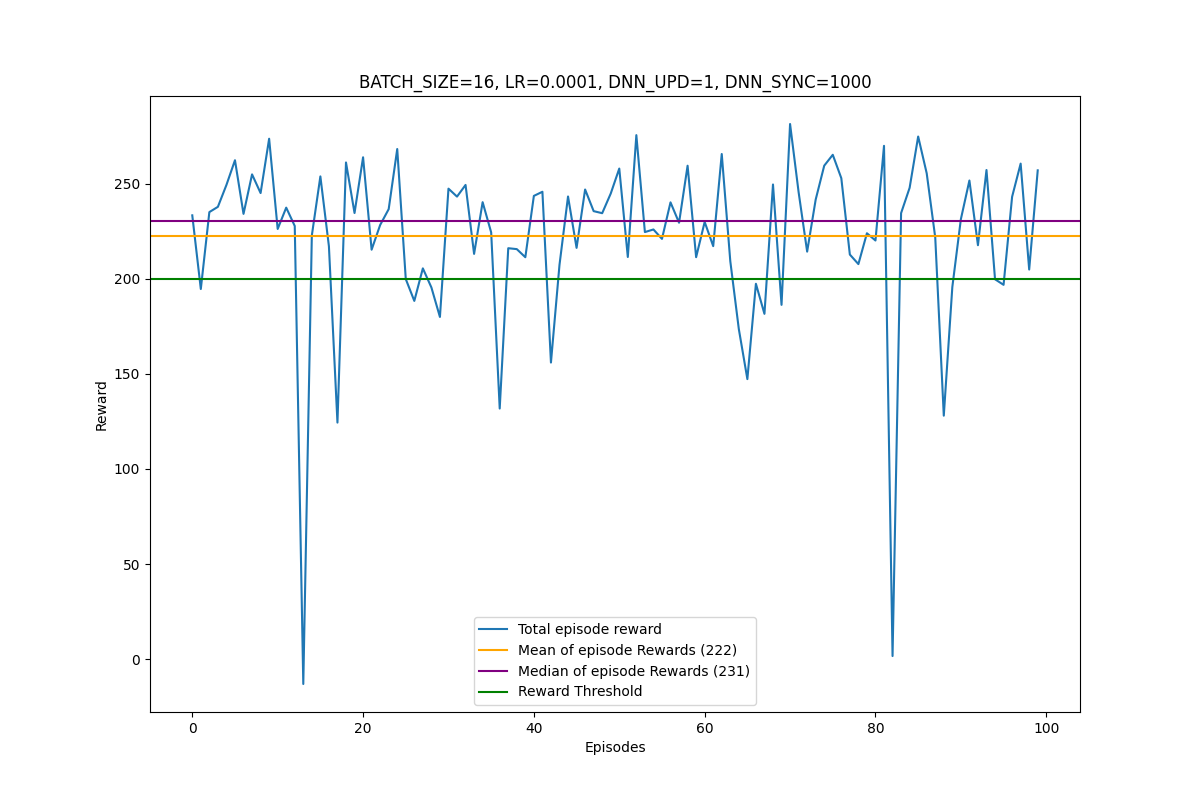 BATCH_SIZE=16, LR=0.0001, DNN_UPD=1, DNN_SYNC=1000
Reward
250
200
150
100
50
0
Total episode reward
Mean of episode Rewards (222)
Median of episode Rewards (231)
Reward Threshold
0 20 40 60 80 100
Episodes